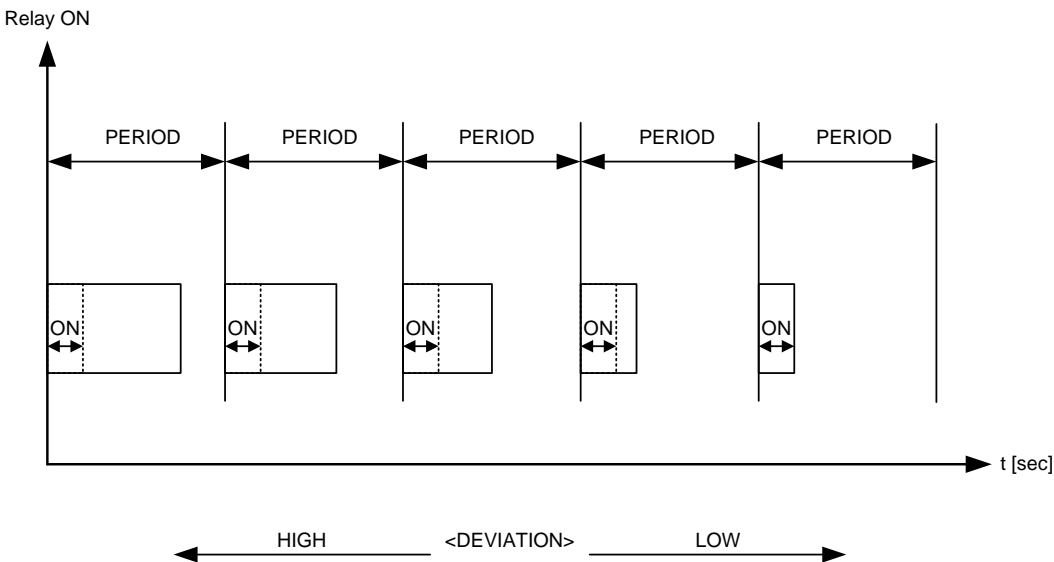 Relay ON
PERIOD PERIOD PERIOD PERIOD PERIOD
ON ON ON ON ON
t [sec]
HIGH <DEVIATION> LOW